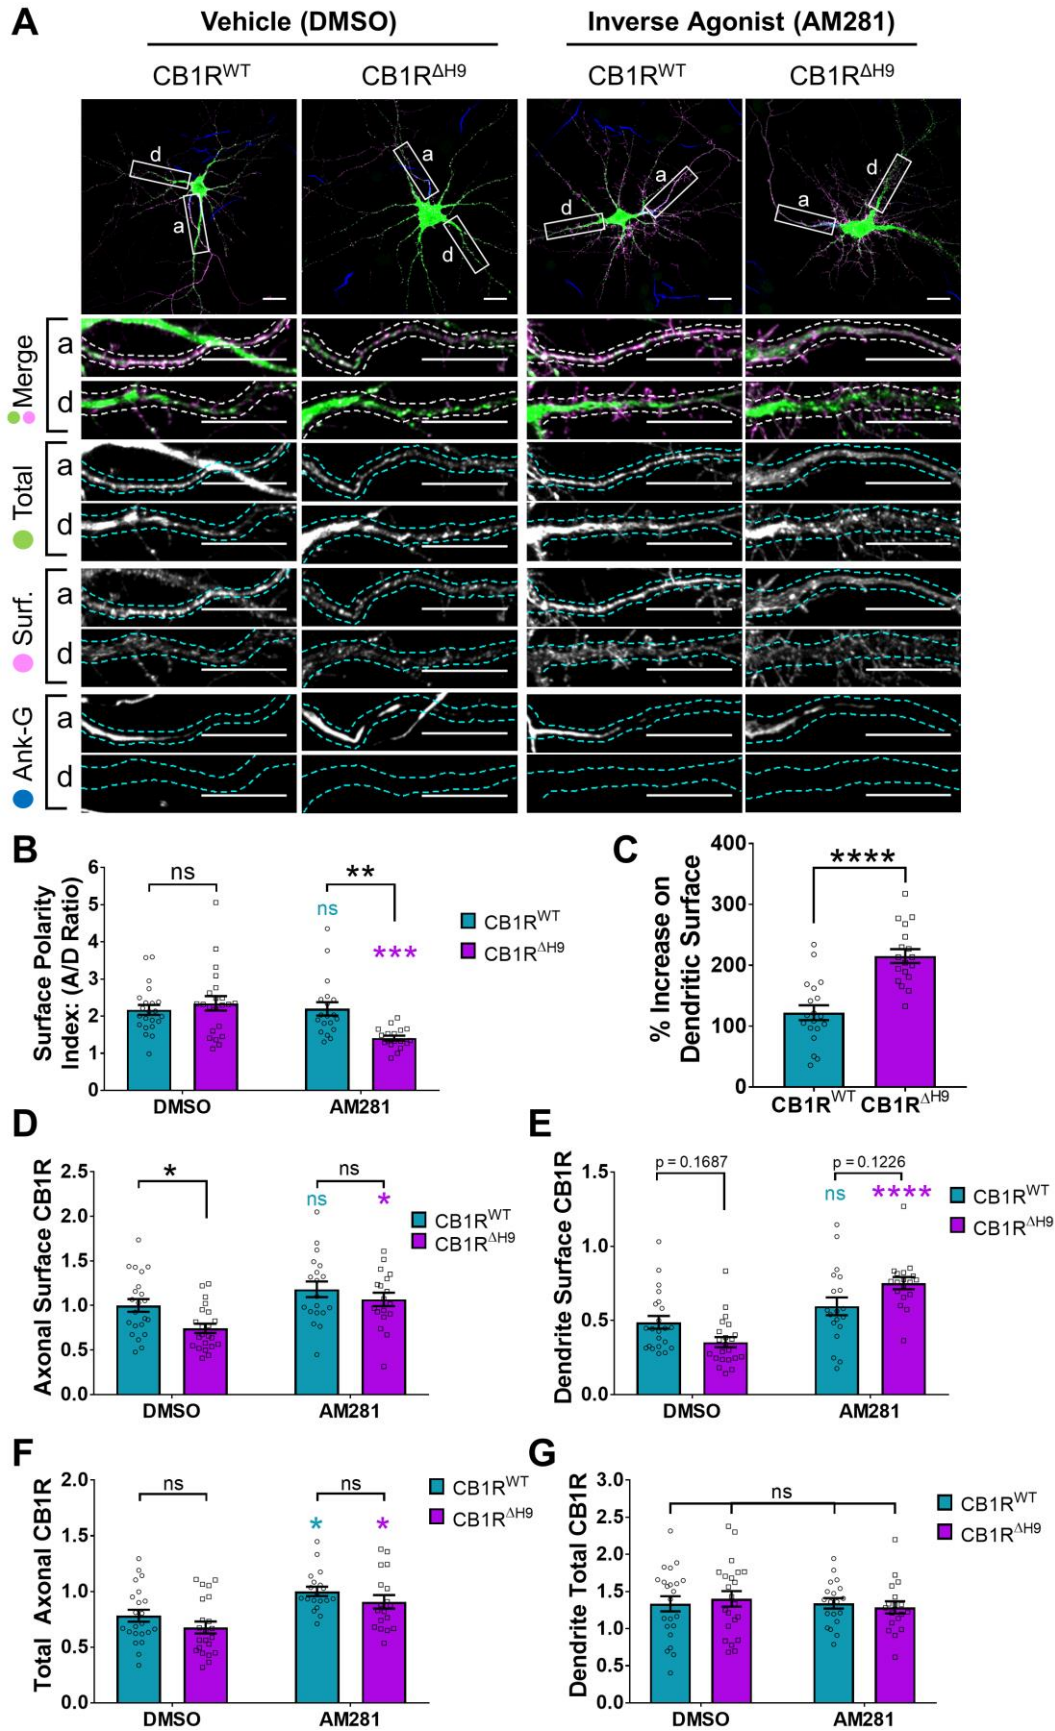 A
Vehicle (DMSO)
Inverse Agonist (AM281)
CB1R^WT
CB1R^ΔH9
CB1R^WT
CB1R^ΔH9
d
a
a
d
d
a
a
d
Merge
a
d
Total
a
d
Surf.
a
d
Ank-G
a
d
B
Surface Polarity
Index: (A/D Ratio)
6
5
4
3
2
1
0
ns
**
ns
***
DMSO
AM281
CB1R^WT
CB1R^ΔH9
C
% Increase on
Dendritic Surface
400
300
200
100
0
****
CB1R^WT
CB1R^ΔH9
D
Axonal Surface CB1R
2.5
2.0
1.5
1.0
0.5
0.0
*
ns
ns
*
DMSO
AM281
CB1R^WT
CB1R^ΔH9
E
Dendrite Surface CB1R
1.5
1.0
0.5
0.0
p = 0.1687
p = 0.1226
ns
****
DMSO
AM281
CB1R^WT
CB1R^ΔH9
F
Total Axonal CB1R
2.0
1.5
1.0
0.5
0.0
ns
ns
*
*
DMSO
AM281
CB1R^WT
CB1R^ΔH9
G
Dendrite Total CB1R
3.0
2.5
2.0
1.5
1.0
0.5
0.0
ns
DMSO
AM281
CB1R^WT
CB1R^ΔH9